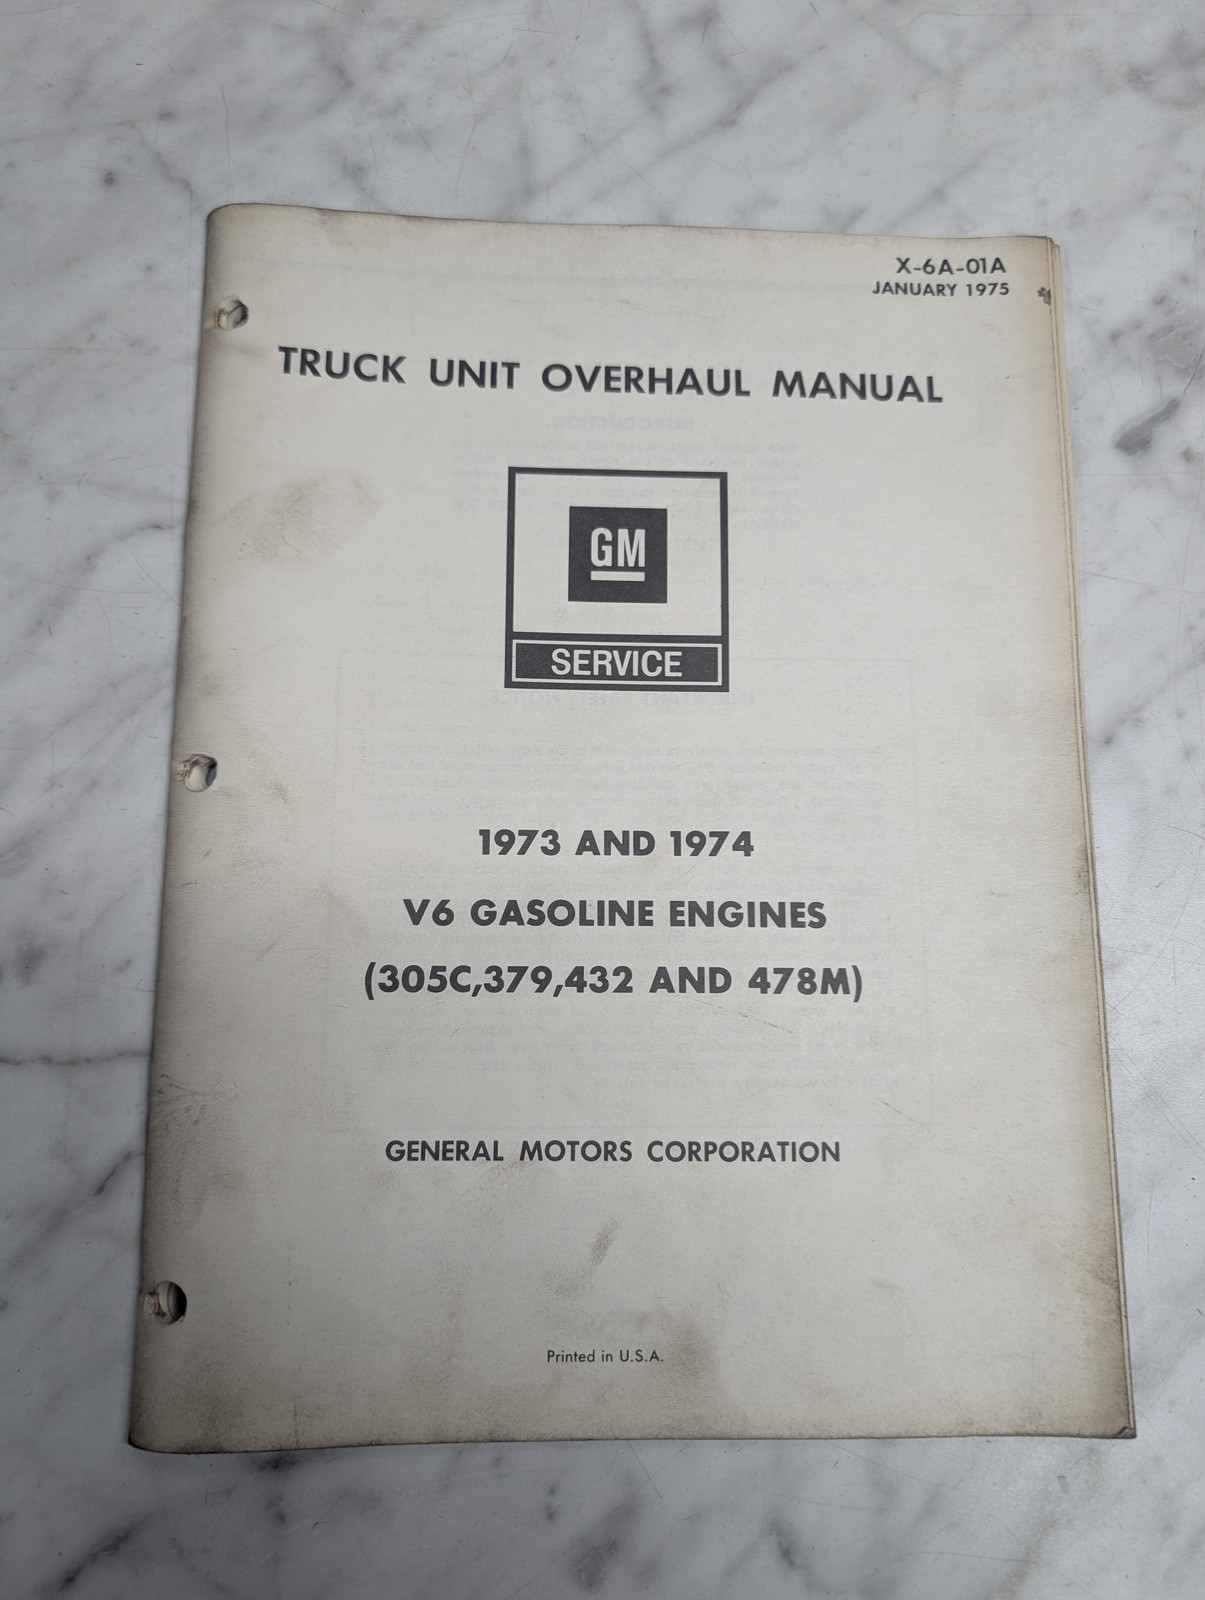 X-6A-01A
JANUARY 1975
TRUCK UNIT OVERHAUL MANUAL
GM
SERVICE
1973 AND 1974
V6 GASOLINE ENGINES
(305C,379,432 AND 478M)
GENERAL MOTORS CORPORATION
Printed in U.S.A.